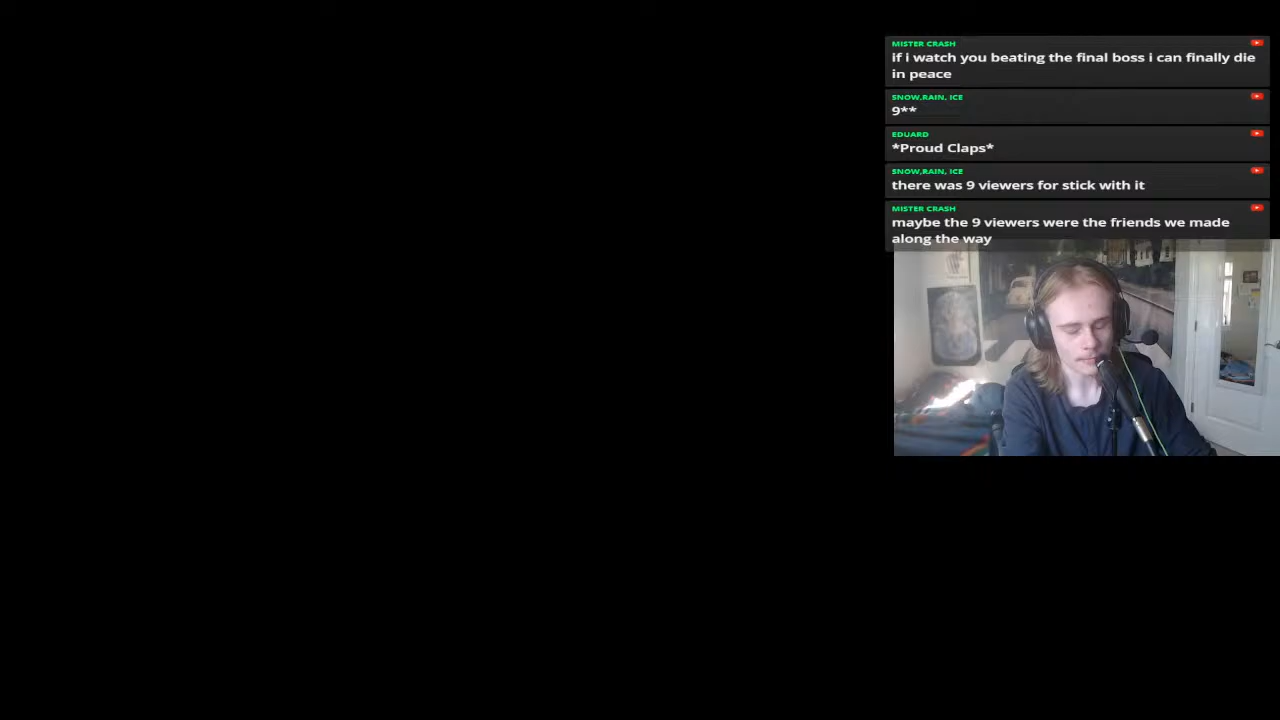 MISTER CRASH
if i watch you beating the final boss i can finally die
in peace
SNOW,RAIN, ICE
9**
EDUARD
*Proud Claps*
SNOW,RAIN, ICE
there was 9 viewers for stick with it
MISTER CRASH
maybe the 9 viewers were the friends we made
along the way